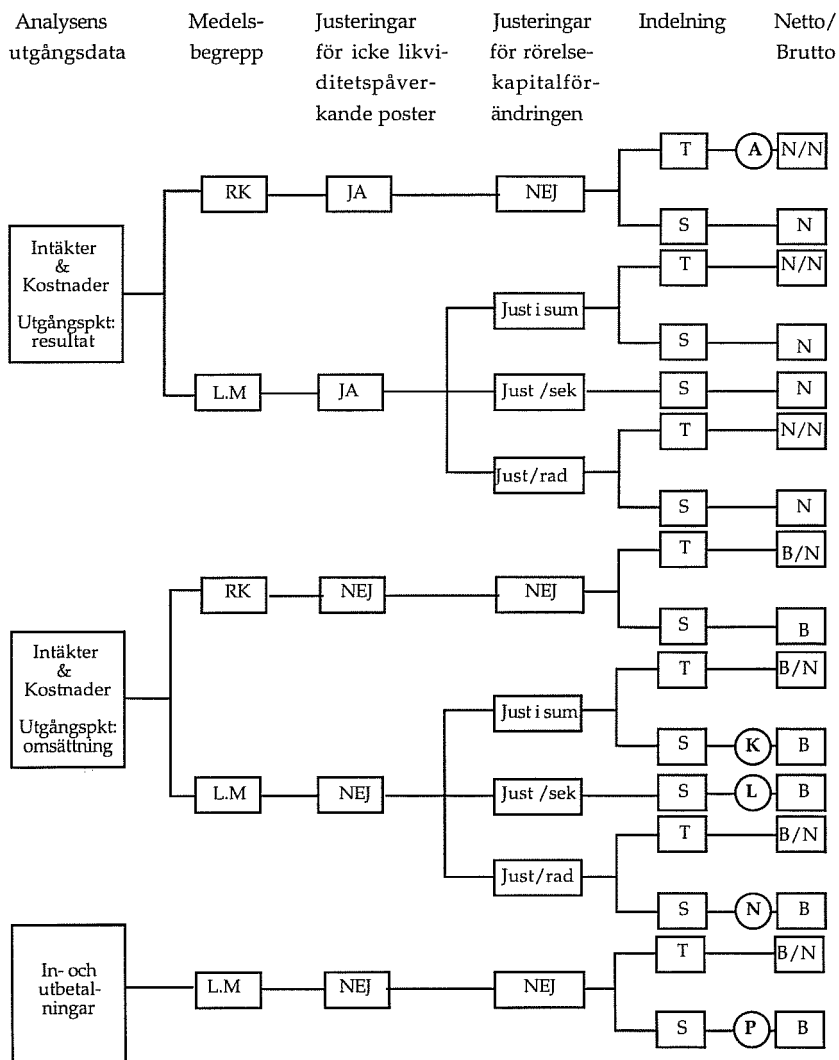 Analysens
utgångsdata
Medels-
begrepp
Justeringar
för icke likvi-
ditetspåver-
kande poster
Justeringar
för rörelse-
kapitalför-
ändringen
Indelning
Netto/
Brutto
Intäkter
&
Kostnader
Utgångspkt:
resultat
RK
JA
NEJ
T
A
N/N
S
N
L.M
JA
Just i sum
T
N/N
S
N
Just /sek
S
N
Just/rad
T
N/N
S
N
Intäkter
&
Kostnader
Utgångspkt:
omsättning
RK
NEJ
NEJ
T
B/N
S
B
L.M
NEJ
Just i sum
T
B/N
S
K
B
Just /sek
S
L
B
Just/rad
T
B/N
S
N
B
In- och
utbetal-
ningar
L.M
NEJ
NEJ
T
B/N
S
P
B